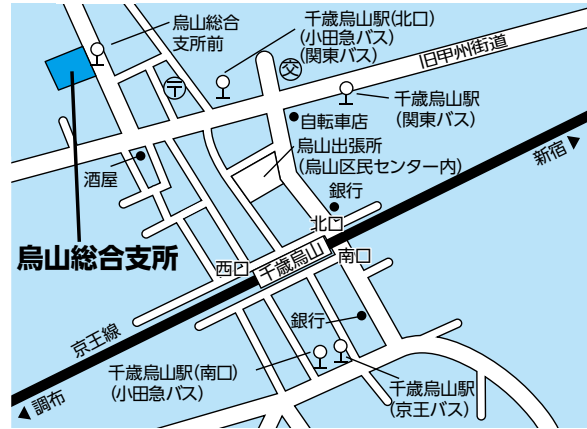 烏山総合
支所前
千歳烏山駅(北口)
(小田急バス)
(関東バス)
旧甲州街道
〒
交
千歳烏山駅
(関東バス)
自転車店
烏山出張所
(烏山区民センター内)
新宿▶
酒屋
銀行
北口
烏山総合支所
西口
千歳烏山
南口
京王線
銀行
千歳烏山駅(南口)
(小田急バス)
千歳烏山駅
(京王バス)
◀調布